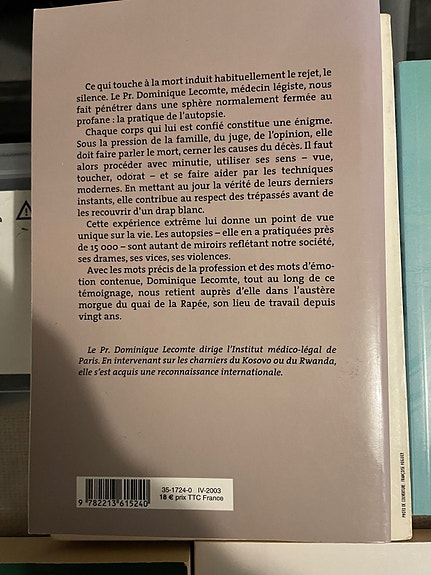 Ce qui touche à la mort induit habituellement le rejet, le
silence. Le Pr. Dominique Lecomte, médecin légiste, nous
fait pénétrer dans une sphère normalement fermée au
profane : la pratique de l'autopsie.
Chaque corps qui lui est confié constitue une énigme.
Sous la pression de la famille, du juge, de l'opinion, elle
doit faire parler le mort, cerner les causes du décès. Il faut
alors procéder avec minutie, utiliser ses sens – vue,
toucher, odorat – et se faire aider par les techniques
modernes. En mettant au jour la vérité de leurs derniers
instants, elle contribue au respect des trépassés avant de
les recouvrir d'un drap blanc.
Cette expérience extrême lui donne un point de vue
unique sur la vie. Les autopsies – elle en a pratiquées près
de 15 000 – sont autant de miroirs reflétant notre société,
ses drames, ses vices, ses violences.
Avec les mots précis de la profession et des mots d'émo-
tion contenue, Dominique Lecomte, tout au long de ce
témoignage, nous retient auprès d'elle dans l'austère
morgue du quai de la Rapée, son lieu de travail depuis
vingt ans.
Le Pr. Dominique Lecomte dirige l'Institut médico-légal de
Paris. En intervenant sur les charniers du Kosovo ou du Rwanda,
elle s'est acquis une reconnaissance internationale.
35-1724-0 IV-2003
18 € prix TTC France
9 782213 615240
PHOTO DE COUVERTURE : FRANÇOISE